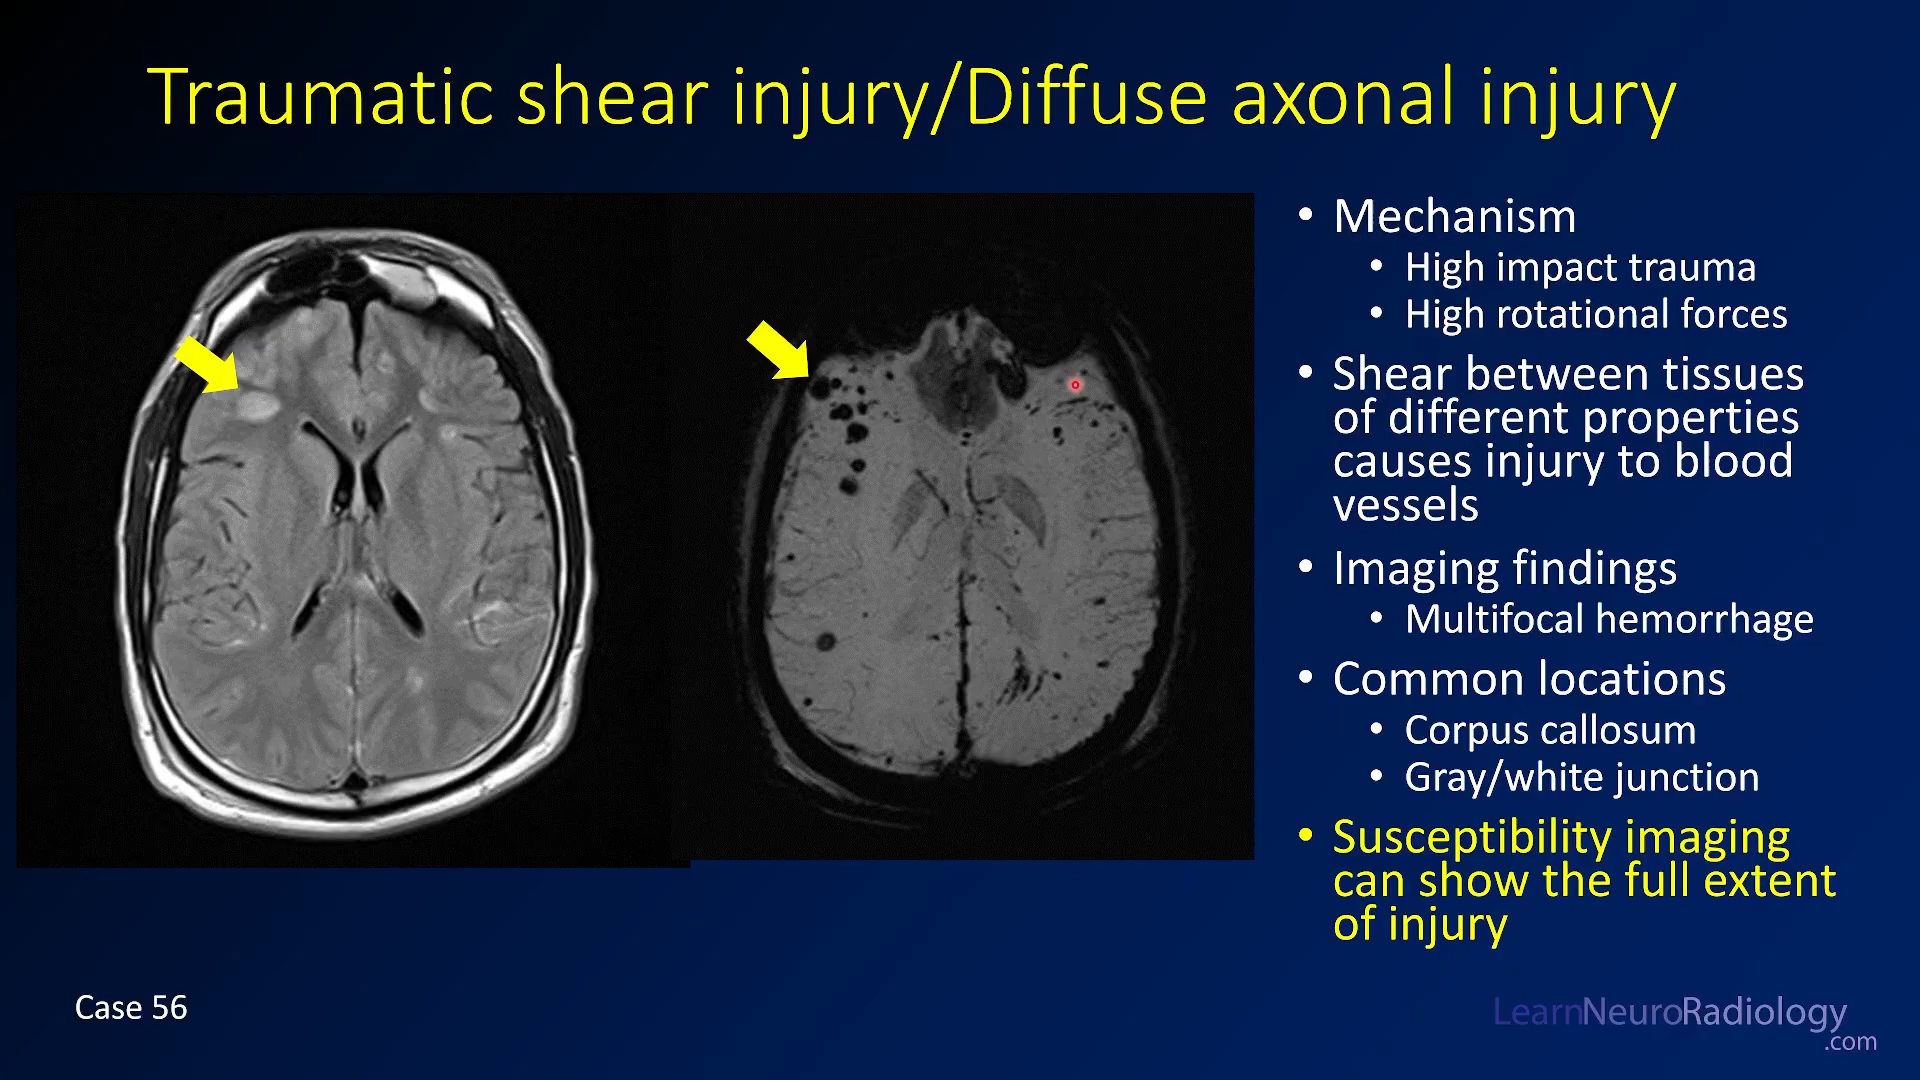 Traumatic shear injury/Diffuse axonal injury
• Mechanism
• High impact trauma
• High rotational forces
• Shear between tissues
of different properties
causes injury to blood
vessels
• Imaging findings
• Multifocal hemorrhage
• Common locations
• Corpus callosum
• Gray/white junction
• Susceptibility imaging
can show the full extent
of injury
Case 56
LearnNeuroRadiology
.com